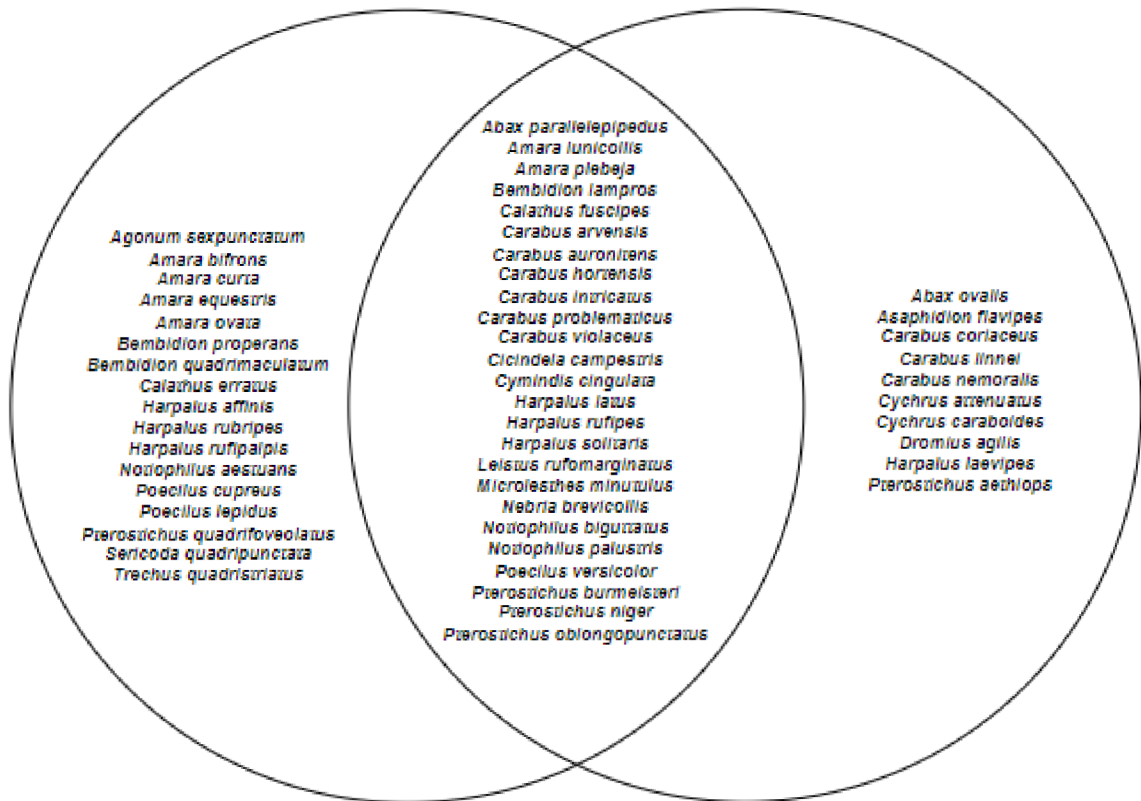 Agonum sexpunctatum
Amara bifrons
Amara curta
Amara equestris
Amara ovata
Bembidion properans
Bembidion quadrimaculatum
Calathus erratus
Harpalus affinis
Harpalus rubripes
Harpalus rufipalpis
Notiophilus aestuans
Poecilus cupreus
Poecilus lepidus
Pterostichus quadrifoveolatus
Sericoda quadripunctata
Trechus quadristriatus
Abax parallelepipedus
Amara lunicollis
Amara plebeja
Bembidion lampros
Calathus fuscipes
Carabus arvensis
Carabus auronitens
Carabus hortensis
Carabus intricatus
Carabus problematicus
Carabus violaceus
Cicindela campestris
Cymindis cingulata
Harpalus latus
Harpalus rufipes
Harpalus solitaris
Leistus rufomarginatus
Microlesthes minutulus
Nebria brevicollis
Notiophilus biguttatus
Notiophilus palustris
Poecilus versicolor
Pterostichus burmeisteri
Pterostichus niger
Pterostichus oblongopunctatus
Abax ovalis
Asaphidion flavipes
Carabus coriaceus
Carabus linnei
Carabus nemoralis
Cychrus attenuatus
Cychrus caraboides
Dromius agilis
Harpalus laevipes
Pterostichus aethiops